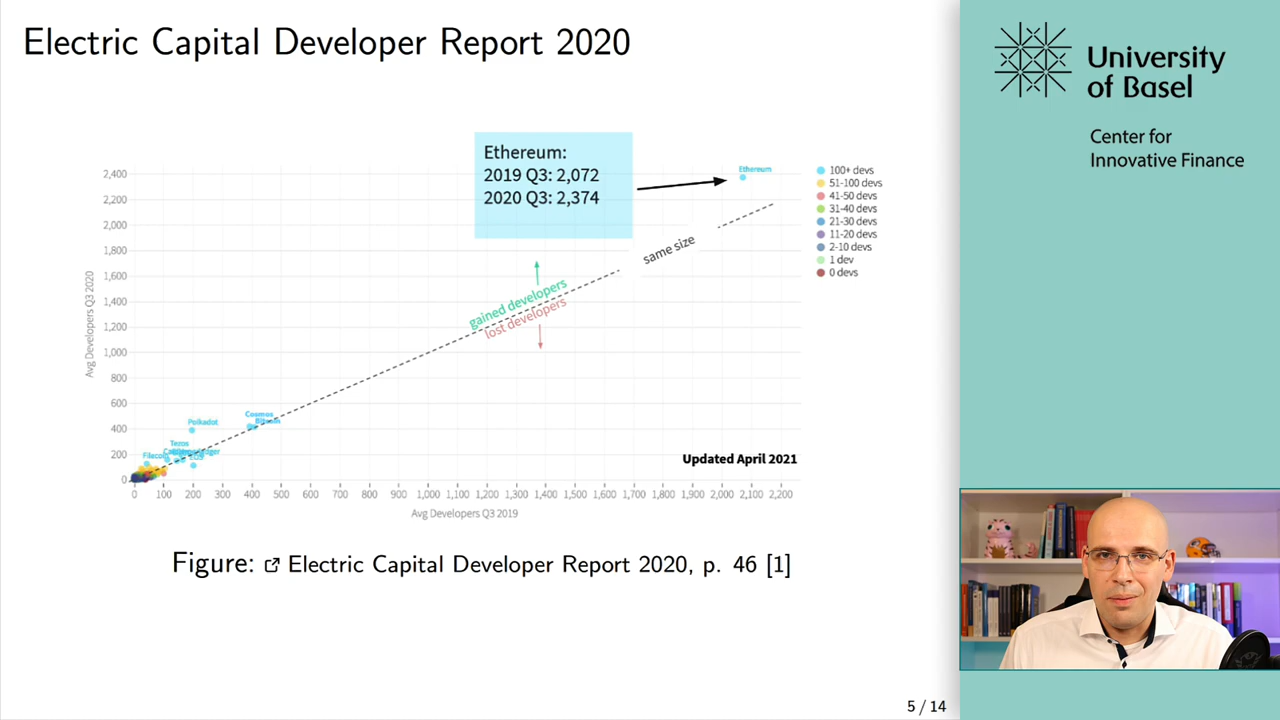 Electric Capital Developer Report 2020
University
of Basel
Center for
Innovative Finance
Ethereum:
2019 Q3: 2,072
2020 Q3: 2,374
Ethereum
100+ devs
51-100 devs
41-50 devs
31-40 devs
21-30 devs
11-20 devs
2-10 devs
1 dev
0 devs
2,400
2,200
2,000
1,800
1,600
1,400
1,200
1,000
800
600
400
200
0
Avg Developers Q3 2020
same size
gained developers
lost developers
Cosmos
Bitcoin
Polkadot
Tezos
Filecoin
EOS
Updated April 2021
0 100 200 300 400 500 600 700 800 900 1,000 1,100 1,200 1,300 1,400 1,500 1,600 1,700 1,800 1,900 2,000 2,100 2,200
Avg Developers Q3 2019
Figure: Electric Capital Developer Report 2020, p. 46 [1]
5 / 14